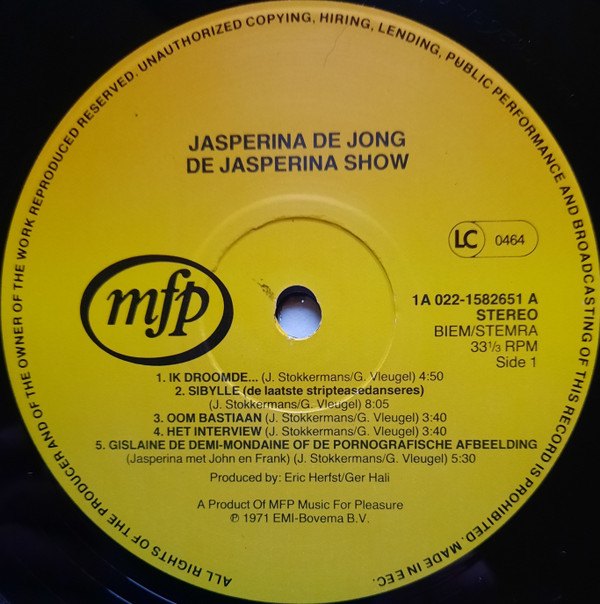 ALL RIGHTS OF THE PRODUCER AND OF THE OWNER OF THE WORK REPRODUCED RESERVED. UNAUTHORIZED COPYING, HIRING, LENDING, PUBLIC PERFORMANCE AND BROADCASTING OF THIS RECORD IS PROHIBITED. MADE IN EEC.
JASPERINA DE JONG
DE JASPERINA SHOW
LC 0464
mfp
1A 022-1582651 A
STEREO
BIEM/STEMRA
33 1/3 RPM
Side 1
1. IK DROOMDE... (J. Stokkermans/G. Vleugel) 4:50
2. SIBYLLE (de laatste stripteasedanseres)
(J. Stokkermans/G. Vleugel) 8:05
3. OOM BASTIAAN (J. Stokkermans/G. Vleugel) 3:40
4. HET INTERVIEW (J. Stokkermans/G. Vleugel) 3:40
5. GISLAINE DE DEMI-MONDAINE OF DE PORNOGRAFISCHE AFBEELDING
(Jasperina met John en Frank) (J. Stokkermans/G. Vleugel) 5:30
Produced by: Eric Herfst/Ger Hali
A Product Of MFP Music For Pleasure
℗ 1971 EMI-Bovema B.V.